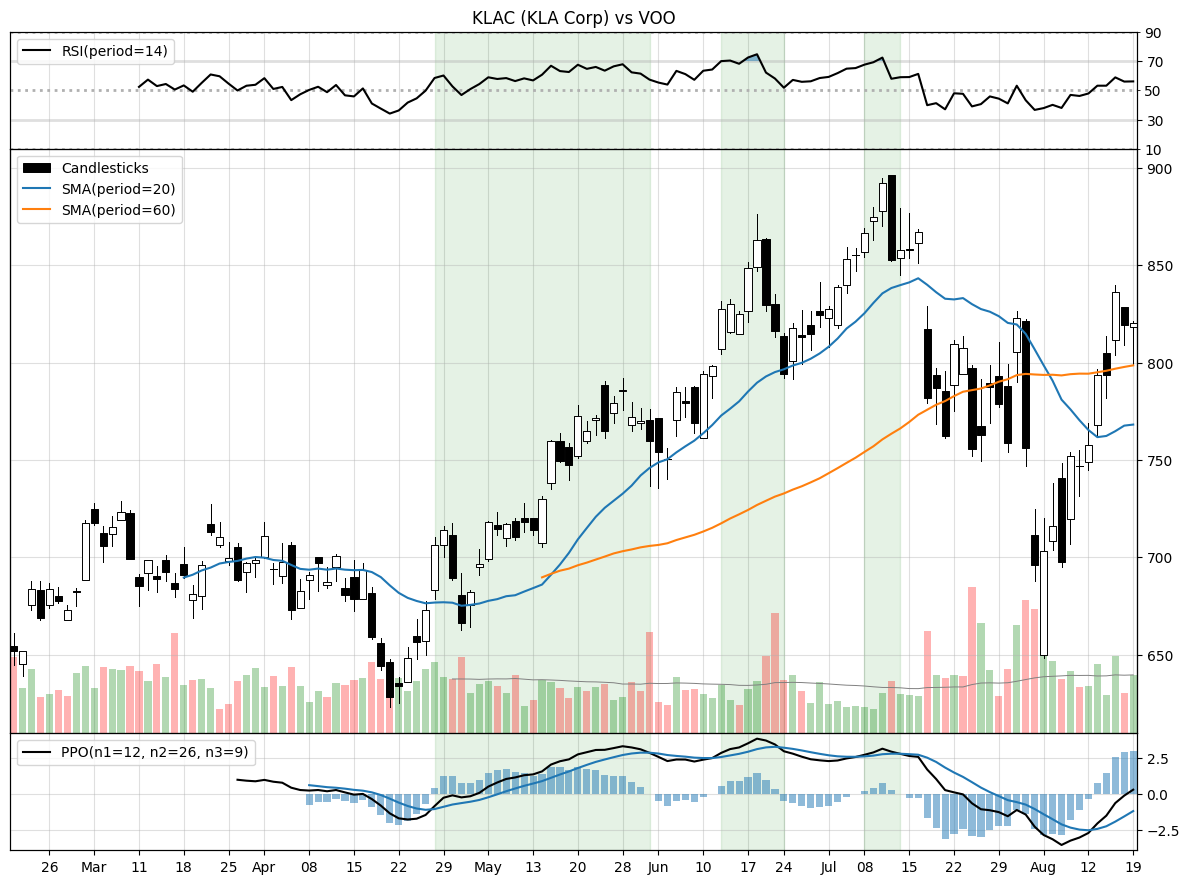 KLAC (KLA Corp) vs VOO
RSI(period=14)
90
70
50
30
10
Candlesticks
SMA(period=20)
SMA(period=60)
900
850
800
750
700
650
PPO(n1=12, n2=26, n3=9)
2.5
0.0
−2.5
26 Mar 11 18 25 Apr 08 15 22 29 May 13 20 28 Jun 10 17 24 Jul 08 15 22 29 Aug 12 19